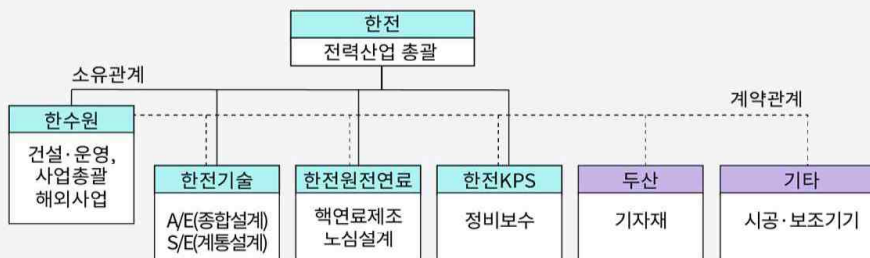 한전
전력산업 총괄
소유관계
계약관계
한수원
건설·운영,
사업총괄
해외사업
한전기술
A/E(종합설계)
S/E(계통설계)
한전원전연료
핵연료제조
노심설계
한전KPS
정비보수
두산
기자재
기타
시공·보조기기